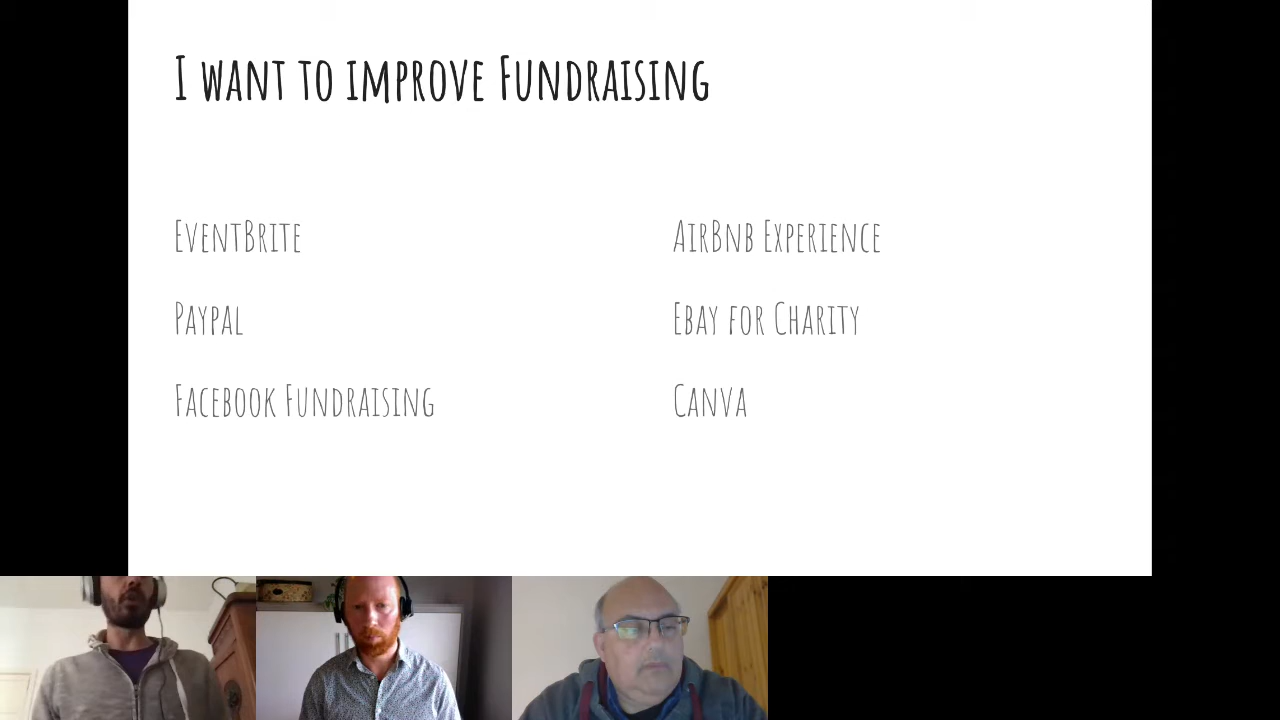 I want to improve Fundraising
EventBrite
Paypal
Facebook Fundraising
AirBnb Experience
Ebay for Charity
Canva